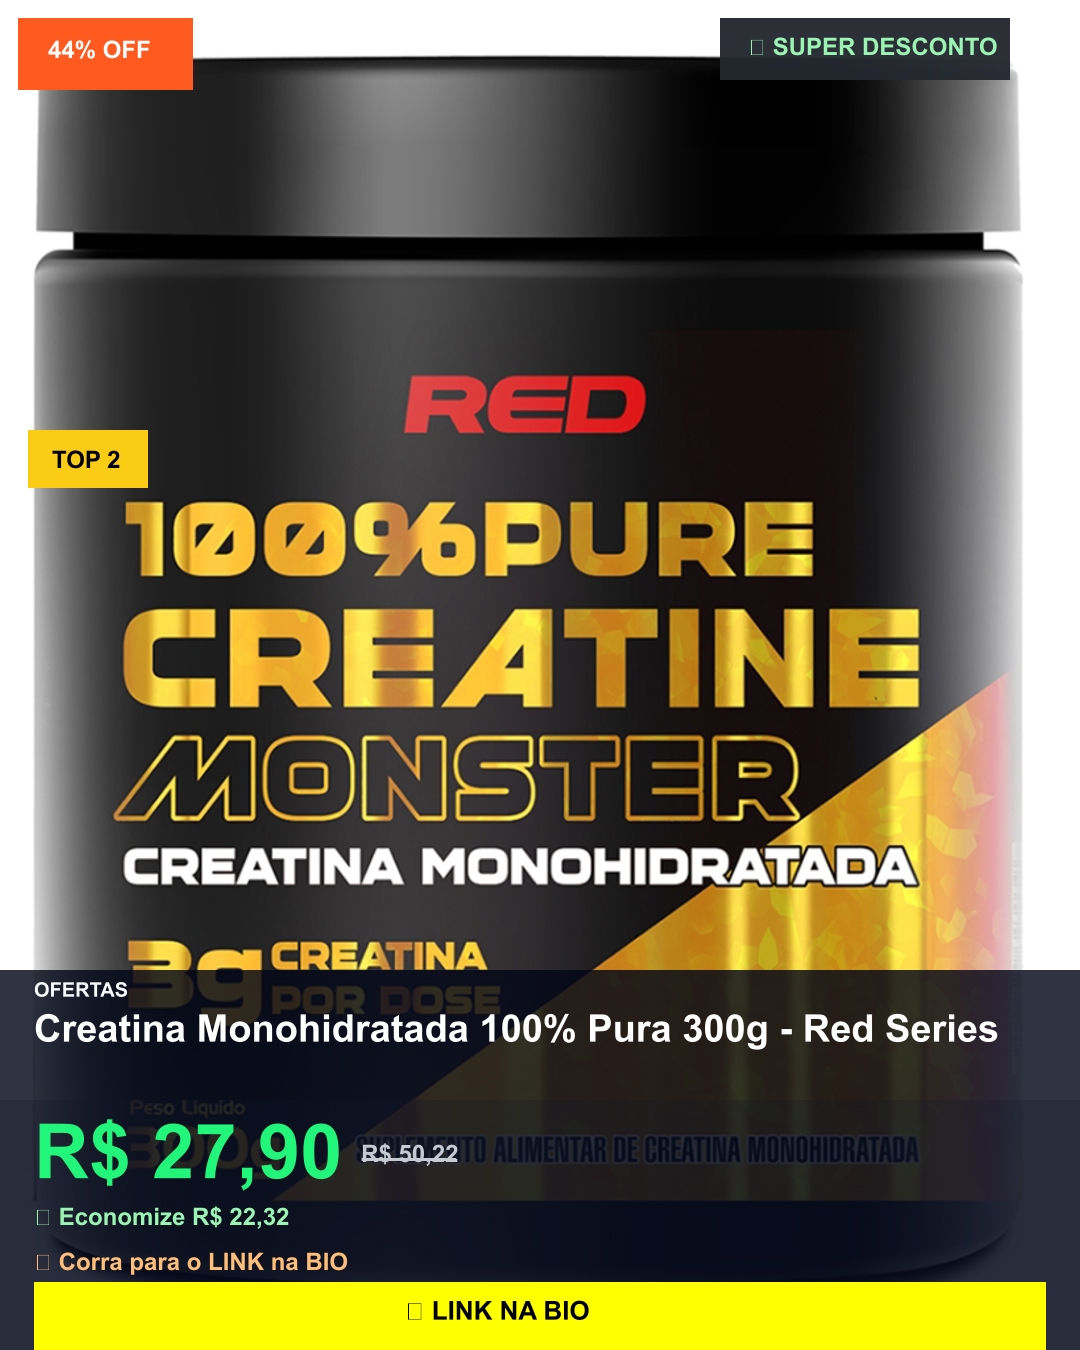 44% OFF
SUPER DESCONTO
RED
TOP 2
100% PURE
CREATINE
MONSTER
CREATINA MONOHIDRATADA
3g CREATINA
POR DOSE
OFERTAS
Creatina Monohidratada 100% Pura 300g - Red Series
Peso Líquido
300g
R$ 27,90 R$ 50,22
ALIMENTAR DE CREATINA MONOHIDRATADA
Economize R$ 22,32
Corra para o LINK na BIO
LINK NA BIO